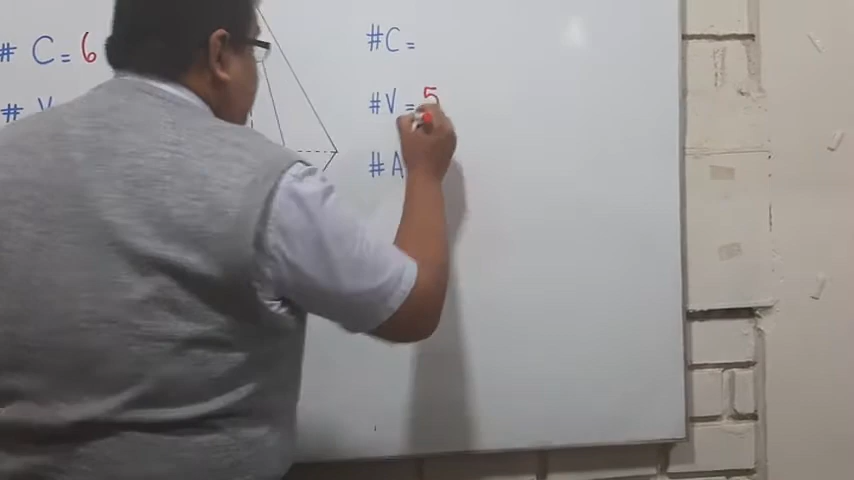 # C = 6
# V
# C =
# V = 5
# A